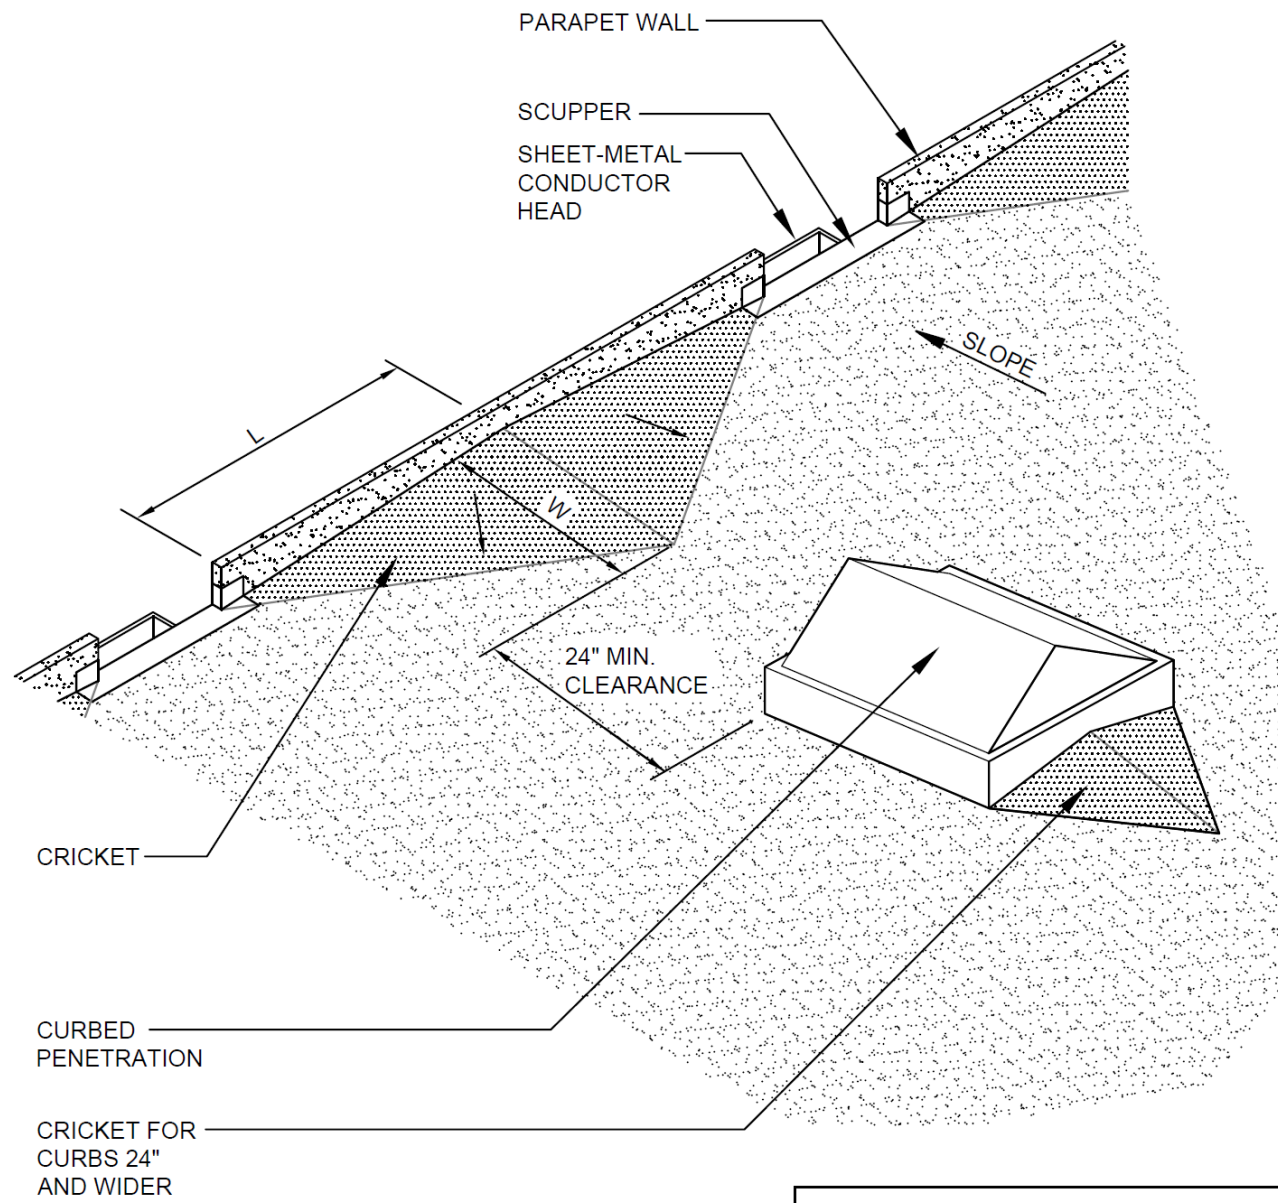 PARAPET WALL
SCUPPER
SHEET-METAL
CONDUCTOR
HEAD
SLOPE
L
W
24" MIN.
CLEARANCE
CRICKET
CURBED
PENETRATION
CRICKET FOR
CURBS 24"
AND WIDER